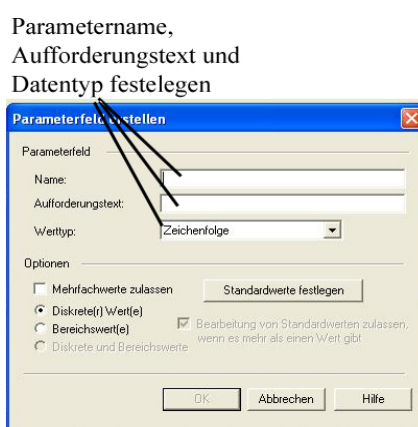 Parametername,
Aufforderungstext und
Datentyp festelegen
Parameterfeld erstellen
Parameterfeld
Name:
Aufforderungstext:
Werttyp: Zeichenfolge
Optionen
Mehrfachwerte zulassen Standardwerte festlegen
Diskrete(r) Wert(e)
Bereichswert(e) Bearbeitung von Standardwerten zulassen,
Diskrete und Bereichswerte wenn es mehr als einen Wert gibt
OK Abbrechen Hilfe